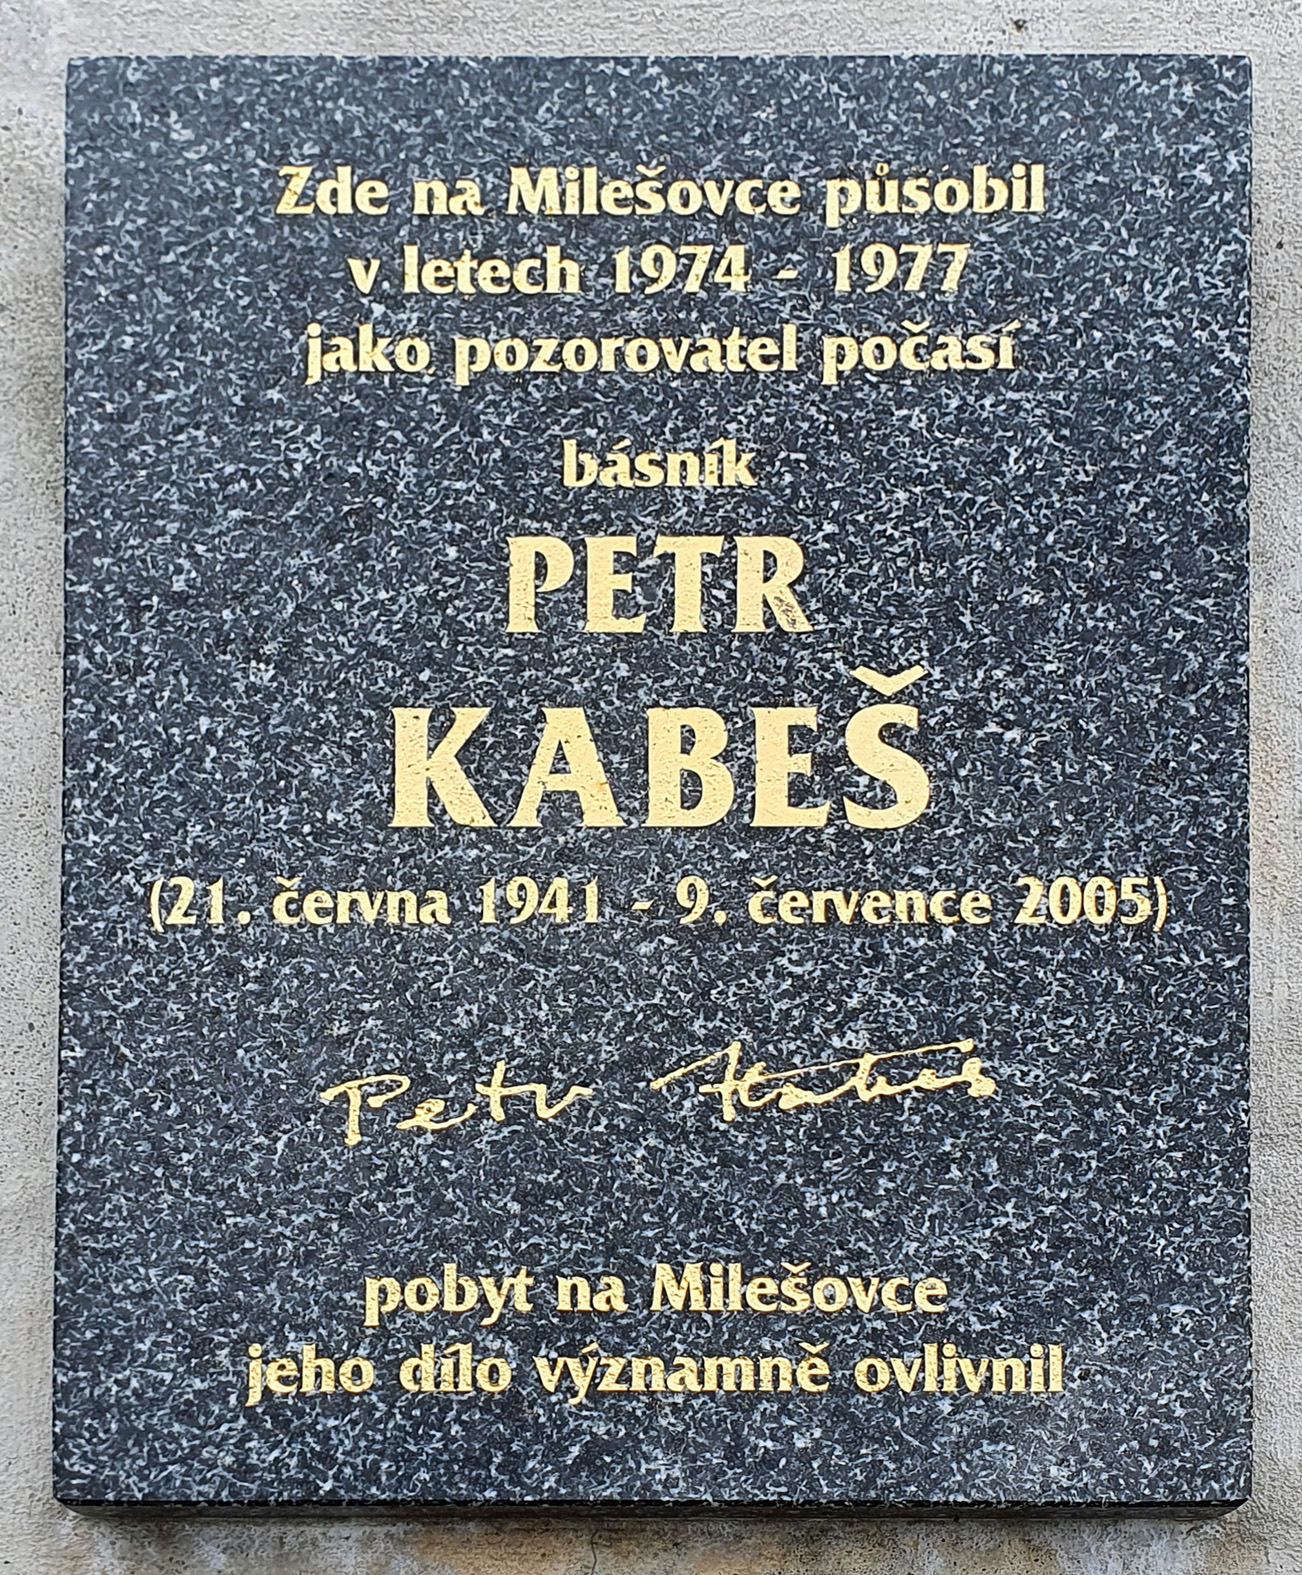 Zde na Milešovce působil
v letech 1974 - 1977
jako pozorovatel počasí
básník
PETR
KABEŠ
(21. června 1941 - 9. července 2005)
Petr Kabeš
pobyt na Milešovce
jeho dílo významně ovlivnil